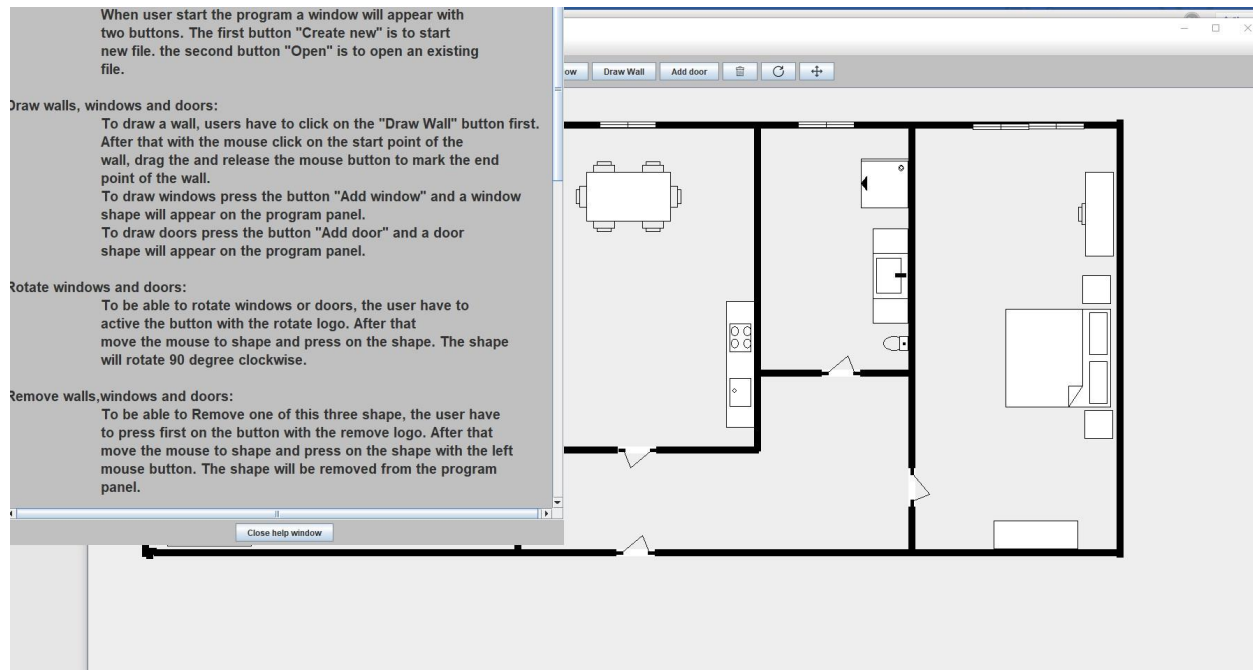 When user start the program a window will appear with
two buttons. The first button "Create new" is to start
new file. the second button "Open" is to open an existing
file.
Draw walls, windows and doors:
To draw a wall, users have to click on the "Draw Wall" button first.
After that with the mouse click on the start point of the
wall, drag the and release the mouse button to mark the end
point of the wall.
To draw windows press the button "Add window" and a window
shape will appear on the program panel.
To draw doors press the button "Add door" and a door
shape will appear on the program panel.
Rotate windows and doors:
To be able to rotate windows or doors, the user have to
active the button with the rotate logo. After that
move the mouse to shape and press on the shape. The shape
will rotate 90 degree clockwise.
Remove walls,windows and doors:
To be able to Remove one of this three shape, the user have
to press first on the button with the remove logo. After that
move the mouse to shape and press on the shape with the left
mouse button. The shape will be removed from the program
panel.
Close help window
ow Draw Wall Add door